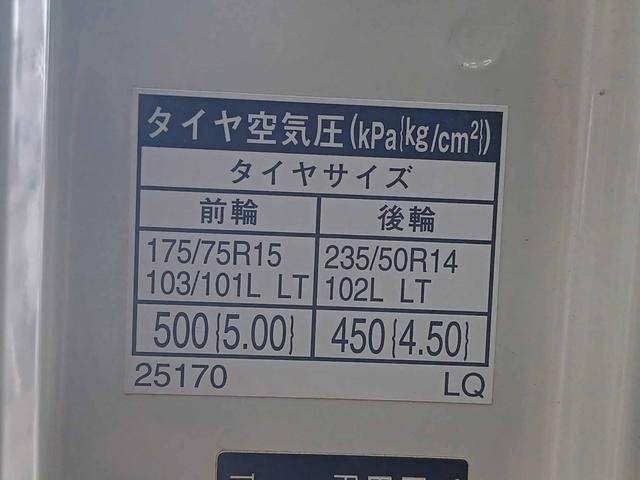 タイヤ空気圧(kPa{kg/cm²})
タイヤサイズ
前輪 後輪
175/75R15 235/50R14
103/101L LT 102L LT
500{5.00} 450{4.50}
25170 LQ